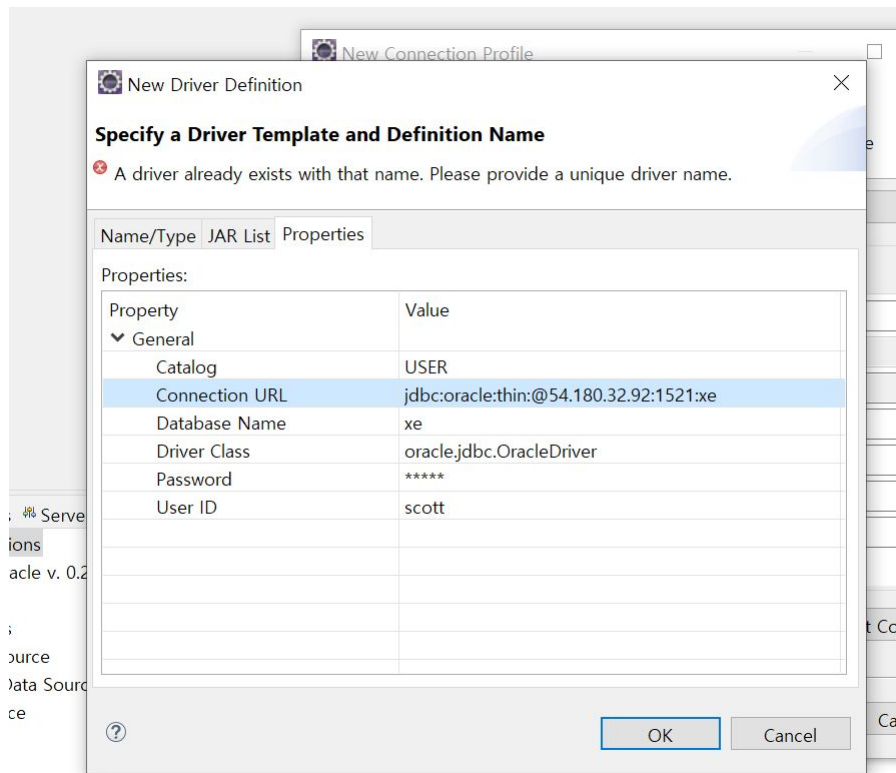 New Connection Profile
New Driver Definition
Specify a Driver Template and Definition Name
A driver already exists with that name. Please provide a unique driver name.
Name/Type JAR List Properties
Properties:
Property Value
General
Catalog USER
Connection URL jdbc:oracle:thin:@54.180.32.92:1521:xe
Database Name xe
Driver Class oracle.jdbc.OracleDriver
Password *****
User ID scott
Serve
ions
acle v. 0.2
s
t Co
ource
Data Sourc
ce
Ca
OK Cancel